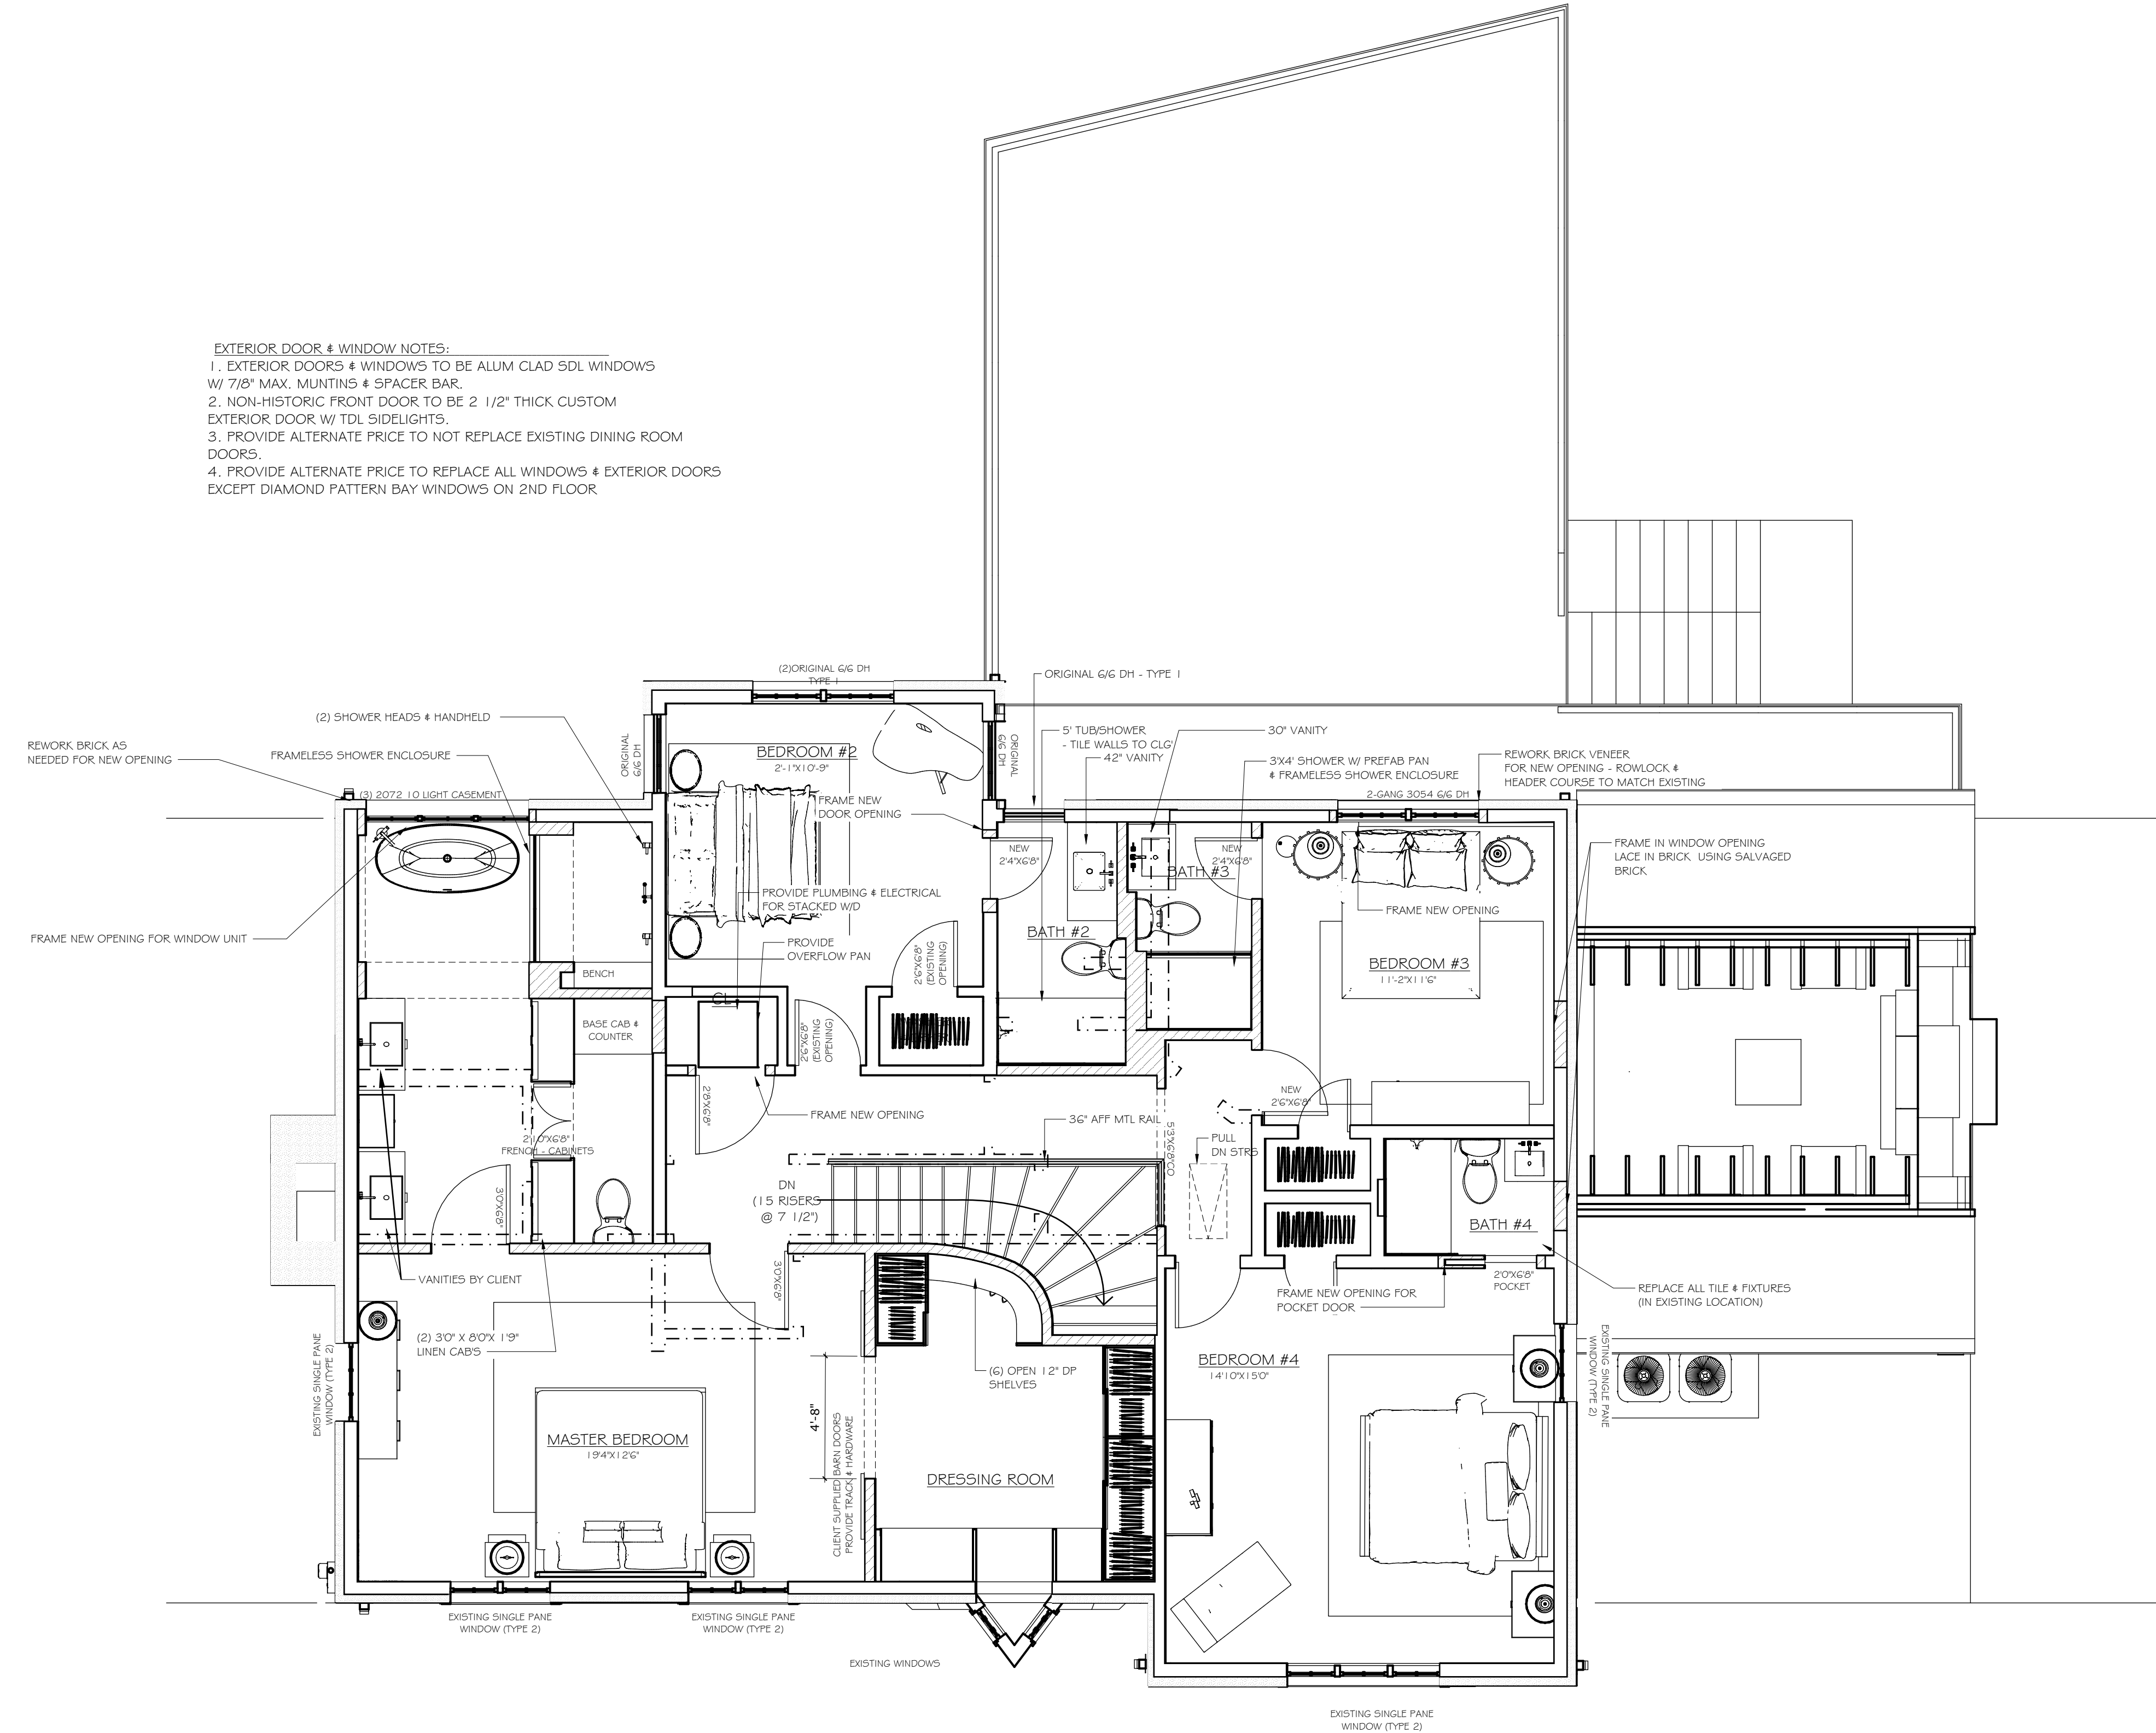 EXTERIOR DOOR & WINDOW NOTES:
1. EXTERIOR DOORS & WINDOWS TO BE ALUM CLAD SDL WINDOWS
W/ 7/8" MAX. MUNTINS & SPACER BAR.
2. NON-HISTORIC FRONT DOOR TO BE 2 1/2" THICK CUSTOM
EXTERIOR DOOR W/ TDL SIDELIGHTS.
3. PROVIDE ALTERNATE PRICE TO NOT REPLACE EXISTING DINING ROOM
DOORS.
4. PROVIDE ALTERNATE PRICE TO REPLACE ALL WINDOWS & EXTERIOR DOORS
EXCEPT DIAMOND PATTERN BAY WINDOWS ON 2ND FLOOR
(2)ORIGINAL 6/6 DH
TYPE 1
ORIGINAL 6/6 DH - TYPE 1
(2) SHOWER HEADS & HANDHELD
REWORK BRICK AS
NEEDED FOR NEW OPENING
FRAMELESS SHOWER ENCLOSURE
(3) 2072 10 LIGHT CASEMENT
ORIGINAL
6/6 DH
BEDROOM #2
2'-1"X10'-9"
ORIGINAL
6/6 DH
5' TUB/SHOWER
- TILE WALLS TO CLG'
42" VANITY
30" VANITY
3'X4' SHOWER W/ PREFAB PAN
& FRAMELESS SHOWER ENCLOSURE
REWORK BRICK VENEER
FOR NEW OPENING - ROWLOCK &
HEADER COURSE TO MATCH EXISTING
2-GANG 3054 6/6 DH
FRAME NEW
DOOR OPENING
NEW
2'4"X6'8"
NEW
2'4"X6'8"
BATH #3
FRAME IN WINDOW OPENING
LACE IN BRICK USING SALVAGED
BRICK
PROVIDE PLUMBING & ELECTRICAL
FOR STACKED W/D
FRAME NEW OPENING
FRAME NEW OPENING FOR WINDOW UNIT
PROVIDE
OVERFLOW PAN
2'6"X6'8"
(EXISTING
OPENING)
BATH #2
BEDROOM #3
11'-2"X11'6"
BENCH
CL
BASE CAB &
COUNTER
2'6"X6'8"
(EXISTING
OPENING)
2'8"X6'8"
FRAME NEW OPENING
36" AFF MTL RAIL
5'3"X6'8"CO
NEW
2'6"X6'8"
PULL
DN STRS
2'10"X6'8"
FRENCH - CABINETS
3'0"X6'8"
DN
(15 RISERS
@ 7 1/2")
BATH #4
VANITIES BY CLIENT
3'0"X6'8"
2'0"X6'8"
POCKET
FRAME NEW OPENING FOR
POCKET DOOR
REPLACE ALL TILE & FIXTURES
(IN EXISTING LOCATION)
(2) 3'0" X 8'0"X 1'9"
LINEN CAB'S
EXISTING SINGLE PANE
WINDOW (TYPE 2)
(6) OPEN 12" DP
SHELVES
BEDROOM #4
14'10"X15'0"
EXISTING SINGLE PANE
WINDOW (TYPE 2)
4'-8"
MASTER BEDROOM
19'4"X12'6"
CLIENT SUPPLIED BARN DOORS
PROVIDE TRACK & HARDWARE
DRESSING ROOM
EXISTING SINGLE PANE
WINDOW (TYPE 2)
EXISTING SINGLE PANE
WINDOW (TYPE 2)
EXISTING WINDOWS
EXISTING SINGLE PANE
WINDOW (TYPE 2)